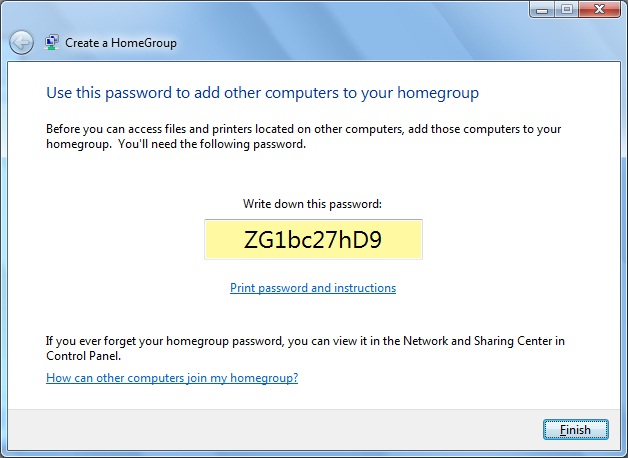 Create a HomeGroup
Use this password to add other computers to your homegroup
Before you can access files and printers located on other computers, add those computers to your
homegroup.  You'll need the following password.
Write down this password:
ZG1bc27hD9
Print password and instructions
If you ever forget your homegroup password, you can view it in the Network and Sharing Center in
Control Panel.
How can other computers join my homegroup?
Finish